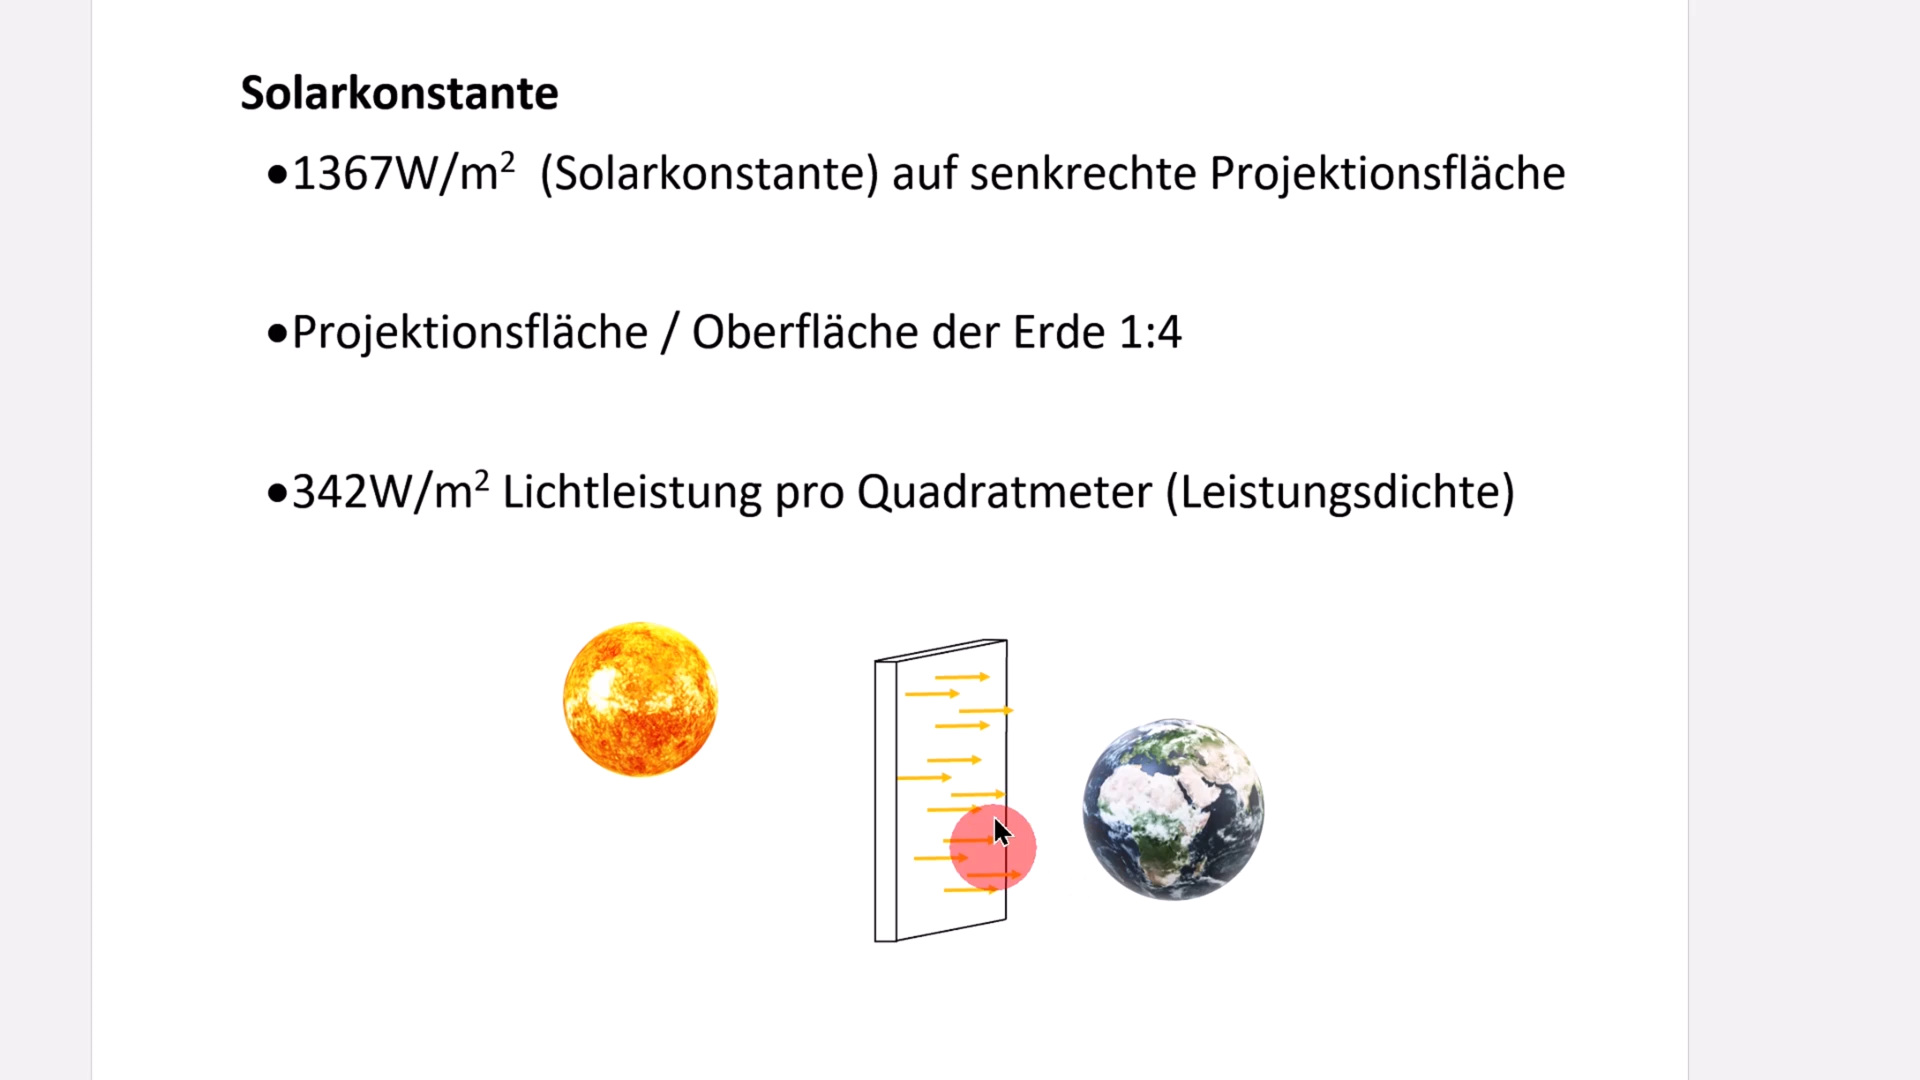 Solarkonstante
•1367W/m²  (Solarkonstante) auf senkrechte Projektionsfläche
•Projektionsfläche / Oberfläche der Erde 1:4
•342W/m² Lichtleistung pro Quadratmeter (Leistungsdichte)